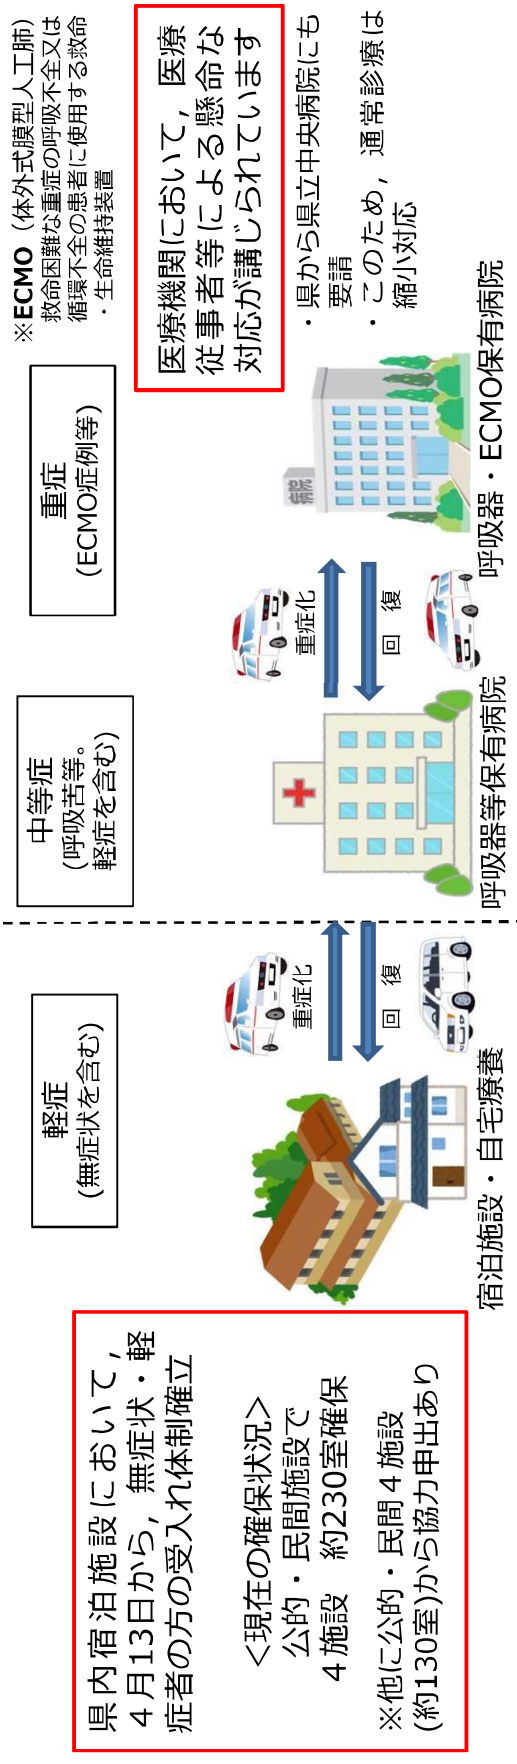 県内宿泊施設において,
４月13日から，無症状・軽
症者の方の受入れ体制確立
＜現在の確保状況＞
公的・民間施設で
４施設　約230室確保
※他に公的・民間４施設
(約130室)から協力申出あり
軽症
(無症状を含む)
重症化
回　復
宿泊施設・自宅療養
中等症
(呼吸苦等。
軽症を含む)
重症化
回　復
呼吸器等保有病院
重症
(ECMO症例等)
病院
呼吸器・ECMO保有病院
※ECMO（体外式膜型人工肺）
救命困難な重症の呼吸不全又は
循環不全の患者に使用する救命
・生命維持装置
医療機関において，医療
従事者等による懸命な
対応が講じられています
・県から県立中央病院にも
要請
・このため，通常診療は
縮小対応